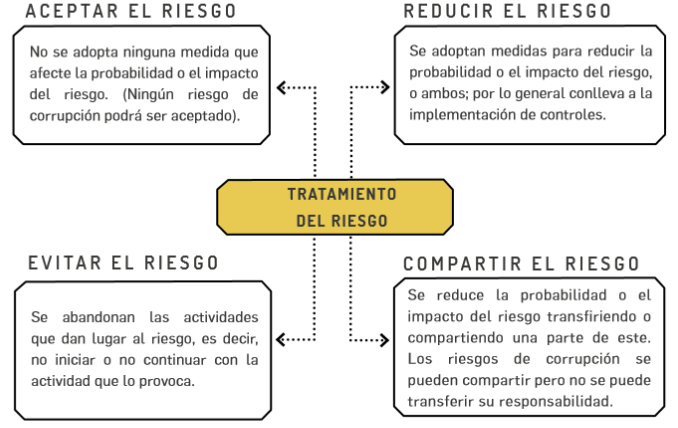 ACEPTAR EL RIESGO
No se adopta ninguna medida que
afecte la probabilidad o el impacto
del riesgo. (Ningún riesgo de
corrupción podrá ser aceptado).
REDUCIR EL RIESGO
Se adoptan medidas para reducir la
probabilidad o el impacto del riesgo,
o ambos; por lo general conlleva a la
implementación de controles.
TRATAMIENTO
DEL RIESGO
EVITAR EL RIESGO
Se abandonan las actividades
que dan lugar al riesgo, es decir,
no iniciar o no continuar con la
actividad que lo provoca.
COMPARTIR EL RIESGO
Se reduce la probabilidad o el
impacto del riesgo transfiriendo o
compartiendo una parte de este.
Los riesgos de corrupción se
pueden compartir pero no se puede
transferir su responsabilidad.